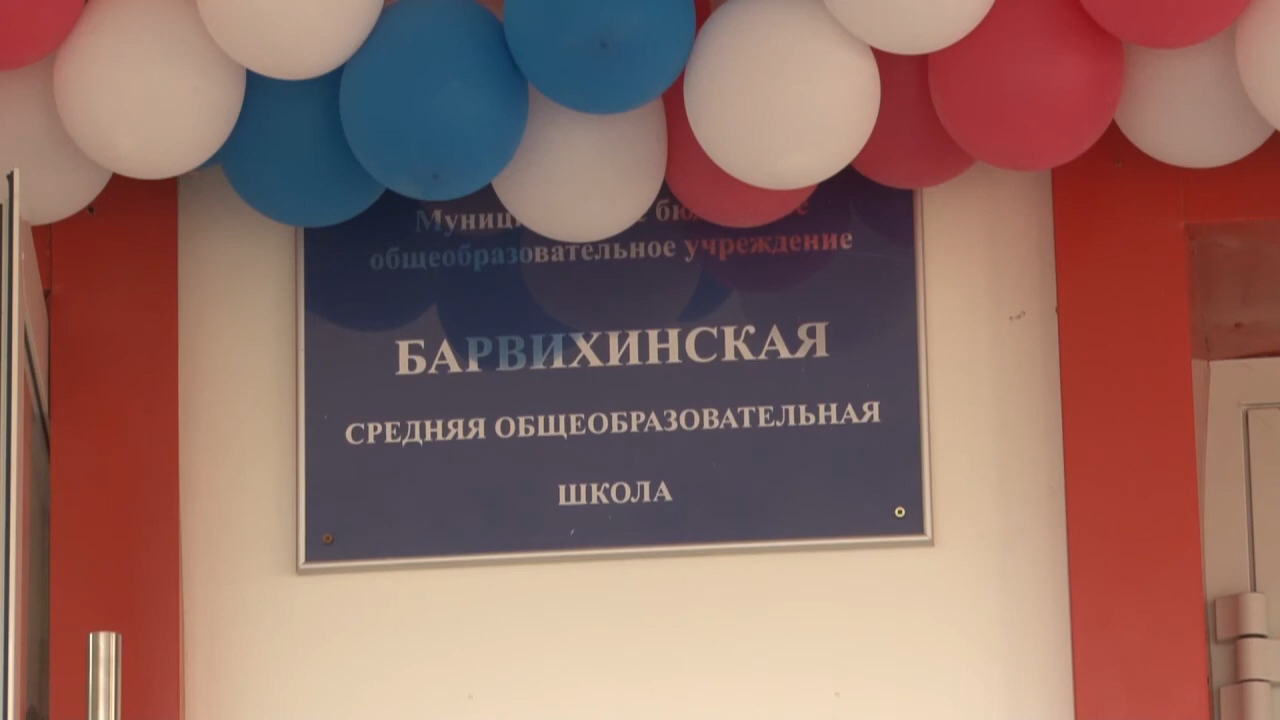 общеобразовательное учреждение
БАРВИХИНСКАЯ
СРЕДНЯЯ ОБЩЕОБРАЗОВАТЕЛЬНАЯ
ШКОЛА